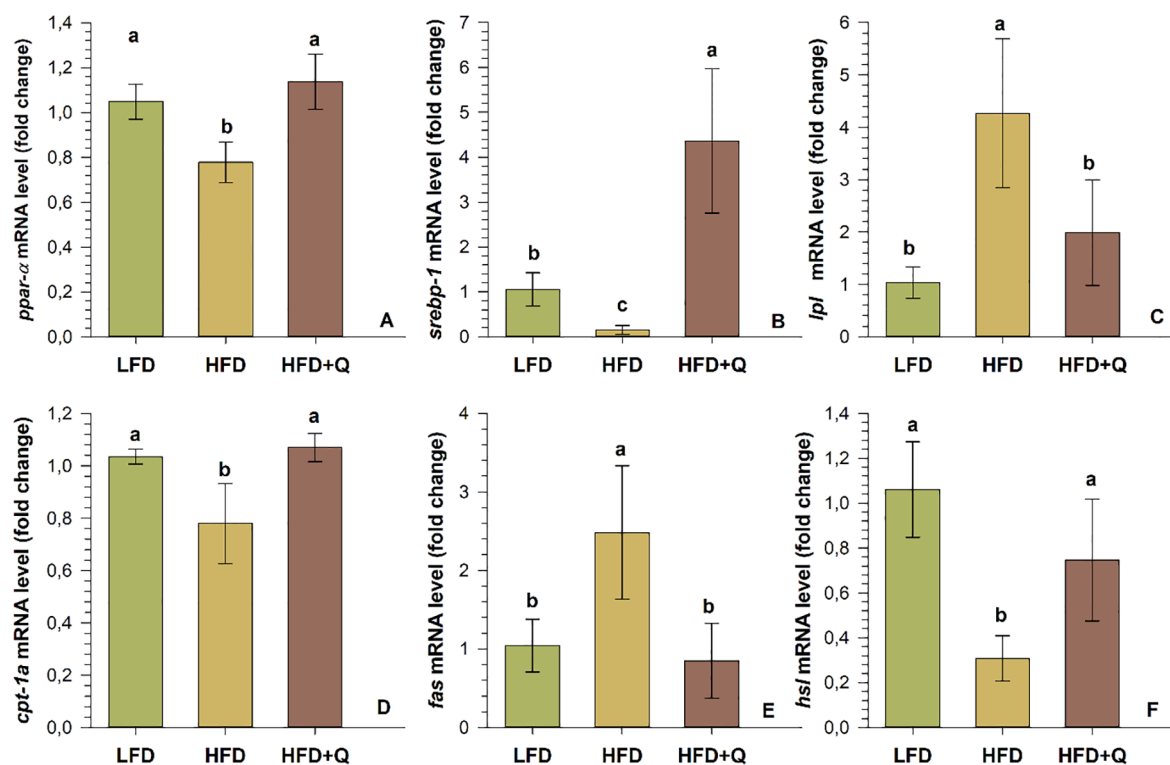 ppar-α mRNA level (fold change)
1,4
1,2
1,0
0,8
0,6
0,4
0,2
0,0
a
b
a
A
LFD HFD HFD+Q
srebp-1 mRNA level (fold change)
7
6
5
4
3
2
1
0
b
c
a
B
LFD HFD HFD+Q
lpl mRNA level (fold change)
6
5
4
3
2
1
0
b
a
b
C
LFD HFD HFD+Q
cpt-1a mRNA level (fold change)
1,2
1,0
0,8
0,6
0,4
0,2
0,0
a
b
a
D
LFD HFD HFD+Q
fas mRNA level (fold change)
4
3
2
1
0
b
a
b
E
LFD HFD HFD+Q
hsl mRNA level (fold change)
1,4
1,2
1,0
0,8
0,6
0,4
0,2
0,0
a
b
a
F
LFD HFD HFD+Q